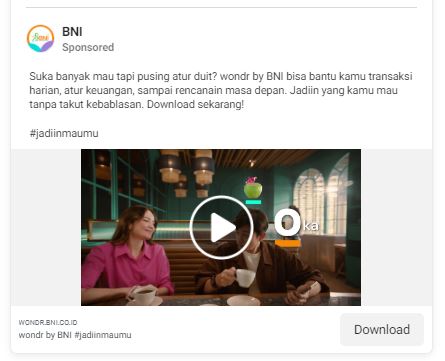 BNI
Sponsored
Suka banyak mau tapi pusing atur duit? wondr by BNI bisa bantu kamu transaksi
harian, atur keuangan, sampai rencanain masa depan. Jadiin yang kamu mau
tanpa takut kebablasan. Download sekarang!
#jadiinmaumu
Oka
WONDR.BNI.CO.ID
wondr by BNI #jadiinmaumu
Download